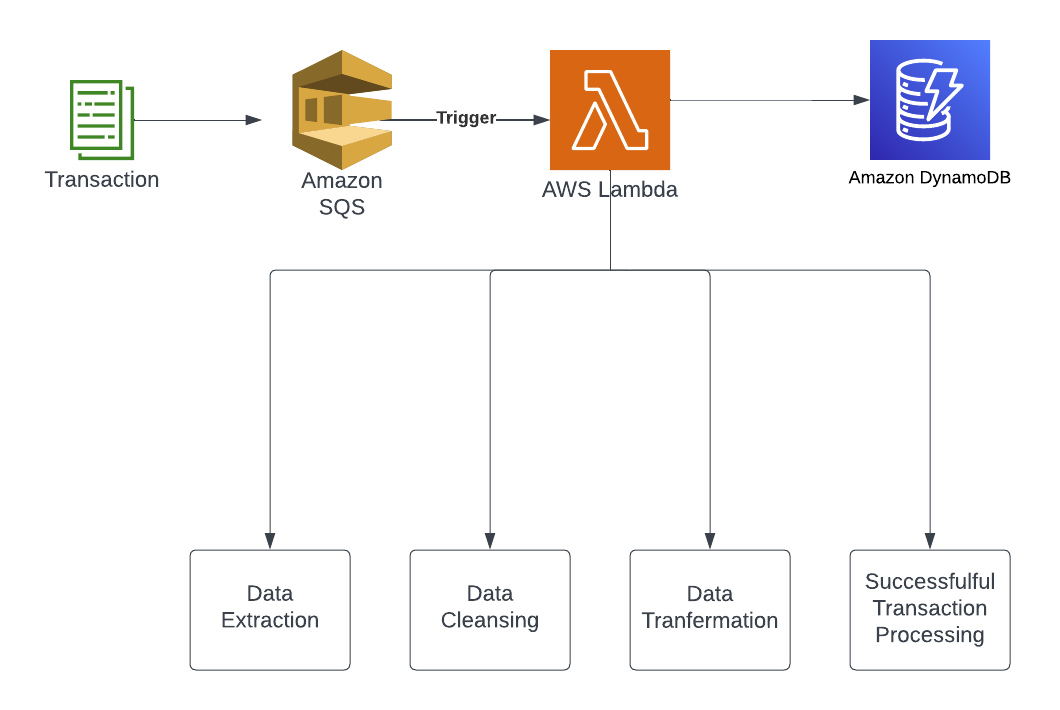 Transaction
Amazon
SQS
Trigger
AWS Lambda
Amazon DynamoDB
Data
Extraction
Data
Cleansing
Data
Tranfermation
Successfulful
Transaction
Processing